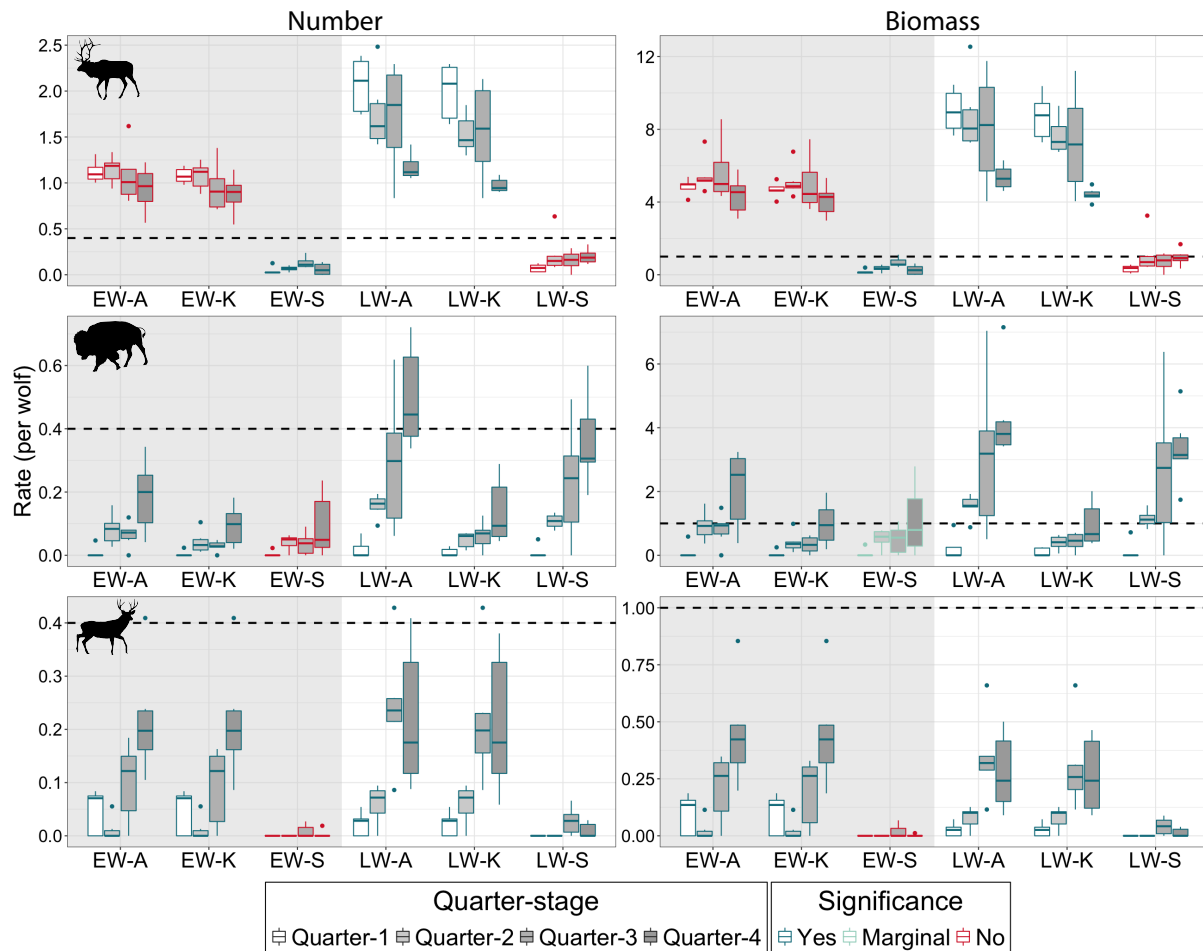 Number Biomass
2.5
2.0
1.5
1.0
0.5
0.0
EW-A EW-K EW-S LW-A LW-K LW-S
12
8
4
0
EW-A EW-K EW-S LW-A LW-K LW-S
Rate (per wolf)
0.6
0.4
0.2
0.0
EW-A EW-K EW-S LW-A LW-K LW-S
6
4
2
0
EW-A EW-K EW-S LW-A LW-K LW-S
0.4
0.3
0.2
0.1
0.0
EW-A EW-K EW-S LW-A LW-K LW-S
1.00
0.75
0.50
0.25
0.00
EW-A EW-K EW-S LW-A LW-K LW-S
Quarter-stage
Quarter-1 Quarter-2 Quarter-3 Quarter-4
Significance
Yes Marginal No